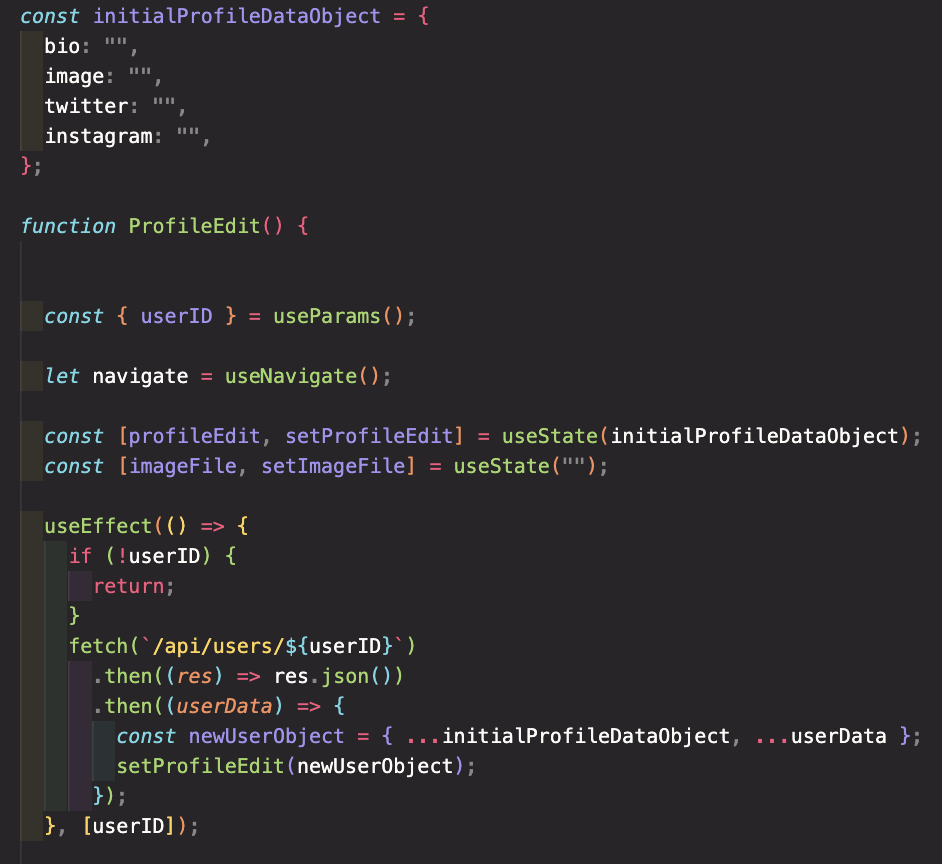 const initialProfileDataObject = {
  bio: "",
  image: "",
  twitter: "",
  instagram: "",
};

function ProfileEdit() {


  const { userID } = useParams();

  let navigate = useNavigate();

  const [profileEdit, setProfileEdit] = useState(initialProfileDataObject);
  const [imageFile, setImageFile] = useState("");

  useEffect(() => {
    if (!userID) {
      return;
    }
    fetch(`/api/users/${userID}`)
      .then((res) => res.json())
      .then((userData) => {
        const newUserObject = { ...initialProfileDataObject, ...userData };
        setProfileEdit(newUserObject);
      });
  }, [userID]);